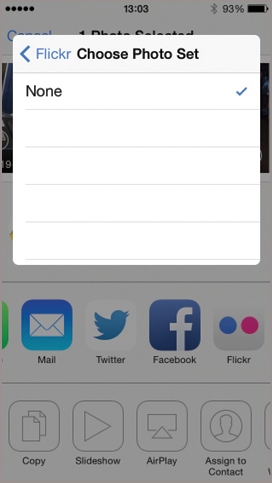 13:03
93%
Cancel 1 Photo Selected
Flickr Choose Photo Set
None
19
Mail Twitter Facebook Flickr
Copy Slideshow AirPlay Assign to
Contact